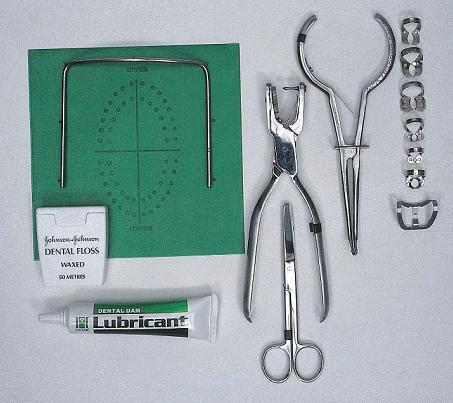 UPPER
LOWER
Johnson & Johnson
DENTAL FLOSS
WAXED
50 METRES
DENTAL DAM
Lubricant